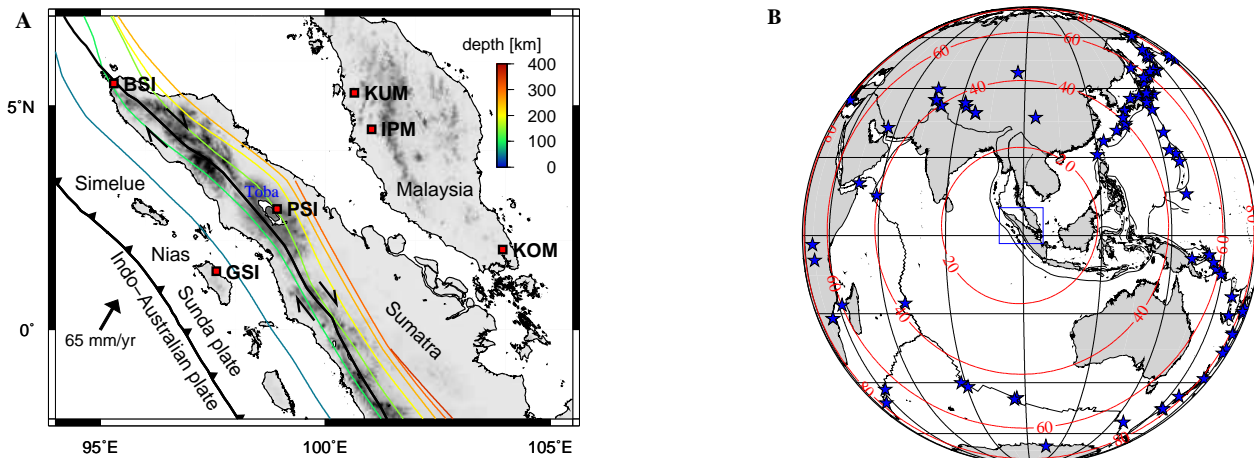 A
depth [km]
400
300
200
100
0
BSI
KUM
IPM
5˚N
Simelue
Toba
Malaysia
PSI
KOM
Nias
GSI
Sumatra
Sunda plate
Indo−Australian plate
65 mm/yr
0˚
95˚E
100˚E
105˚E
B
60
60
40
40
80
80
20
20
40
40
60
60
80
80
60